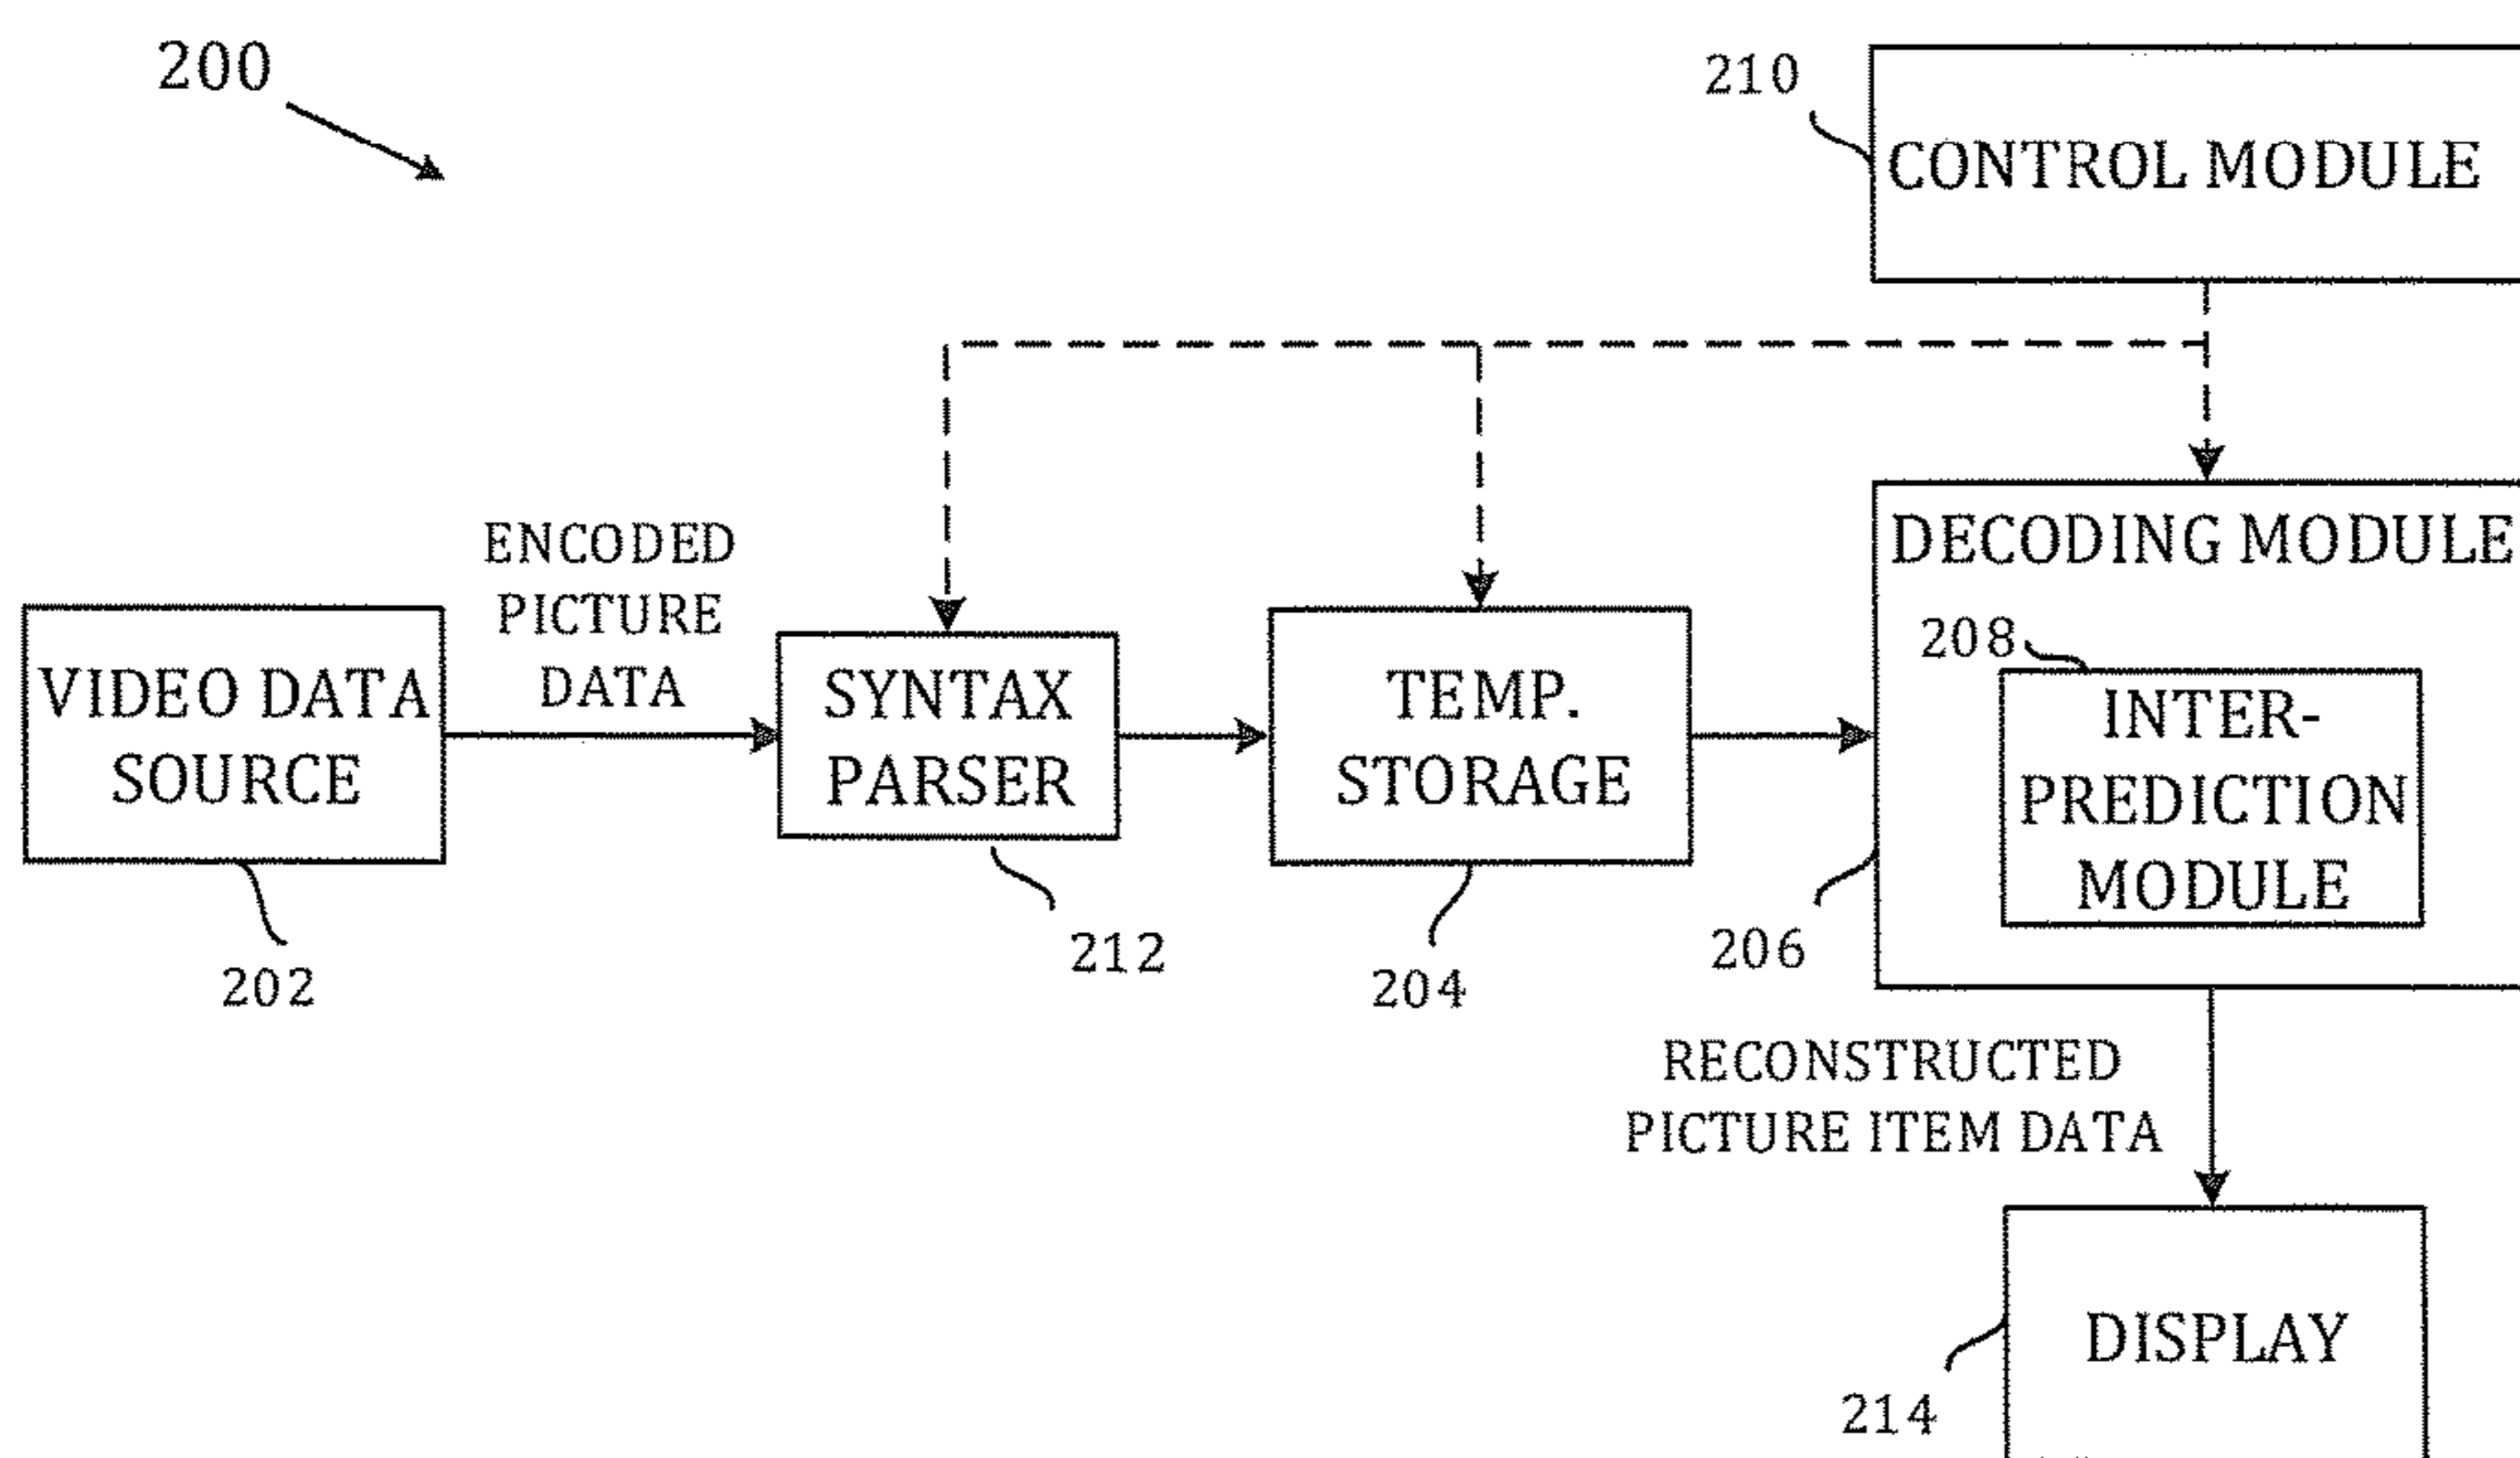 200
210
CONTROL MODULE
ENCODED
PICTURE
DATA
VIDEO DATA
SOURCE
202
SYNTAX
PARSER
212
TEMP.
STORAGE
204
DECODING MODULE
208
INTER-
PREDICTION
MODULE
206
RECONSTRUCTED
PICTURE ITEM DATA
DISPLAY
214